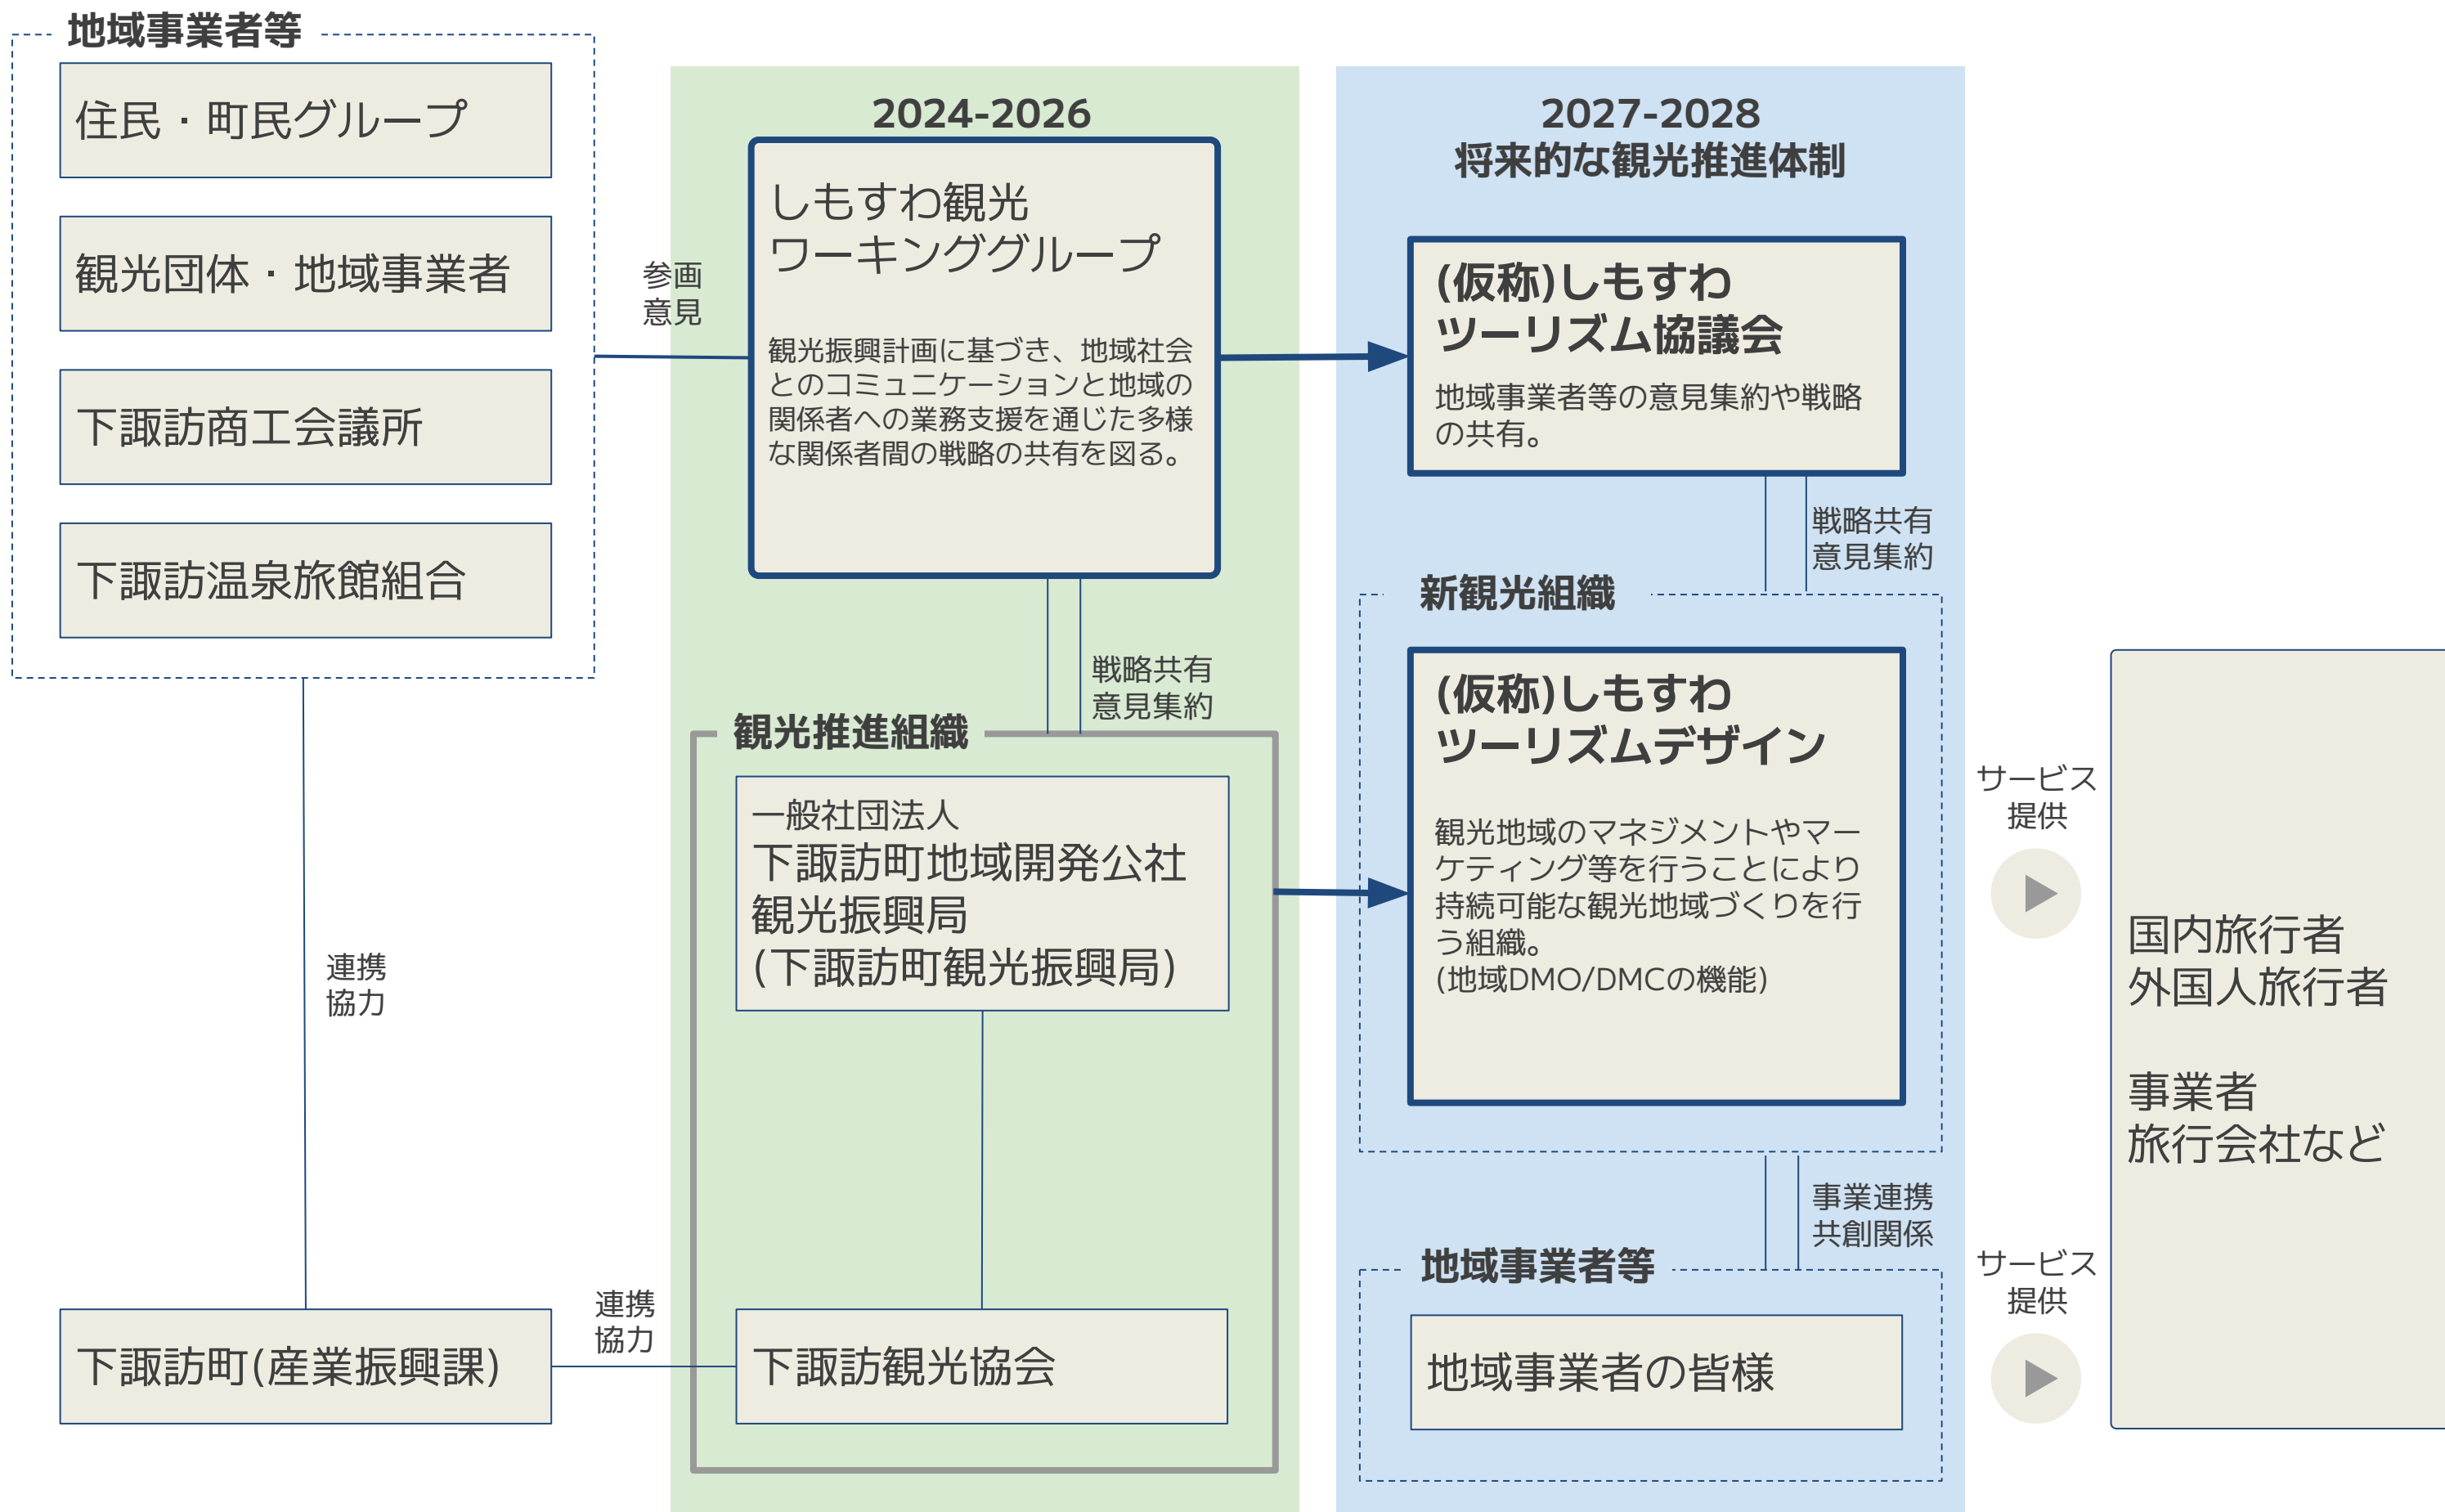 地域事業者等
住民・町民グループ
観光団体・地域事業者
下諏訪商工会議所
下諏訪温泉旅館組合
連携
協力
下諏訪町(産業振興課)
参画
意見
連携
協力
2024-2026
しもすわ観光
ワーキンググループ
観光振興計画に基づき、地域社会
とのコミュニケーションと地域の
関係者への業務支援を通じた多様
な関係者間の戦略の共有を図る。
戦略共有
意見集約
観光推進組織
一般社団法人
下諏訪町地域開発公社
観光振興局
(下諏訪町観光振興局)
下諏訪観光協会
2027-2028
将来的な観光推進体制
(仮称)しもすわ
ツーリズム協議会
地域事業者等の意見集約や戦略
の共有。
戦略共有
意見集約
新観光組織
(仮称)しもすわ
ツーリズムデザイン
観光地域のマネジメントやマー
ケティング等を行うことにより
持続可能な観光地域づくりを行
う組織。
(地域DMO/DMCの機能)
事業連携
共創関係
地域事業者等
地域事業者の皆様
サービス
提供
サービス
提供
国内旅行者
外国人旅行者
事業者
旅行会社など